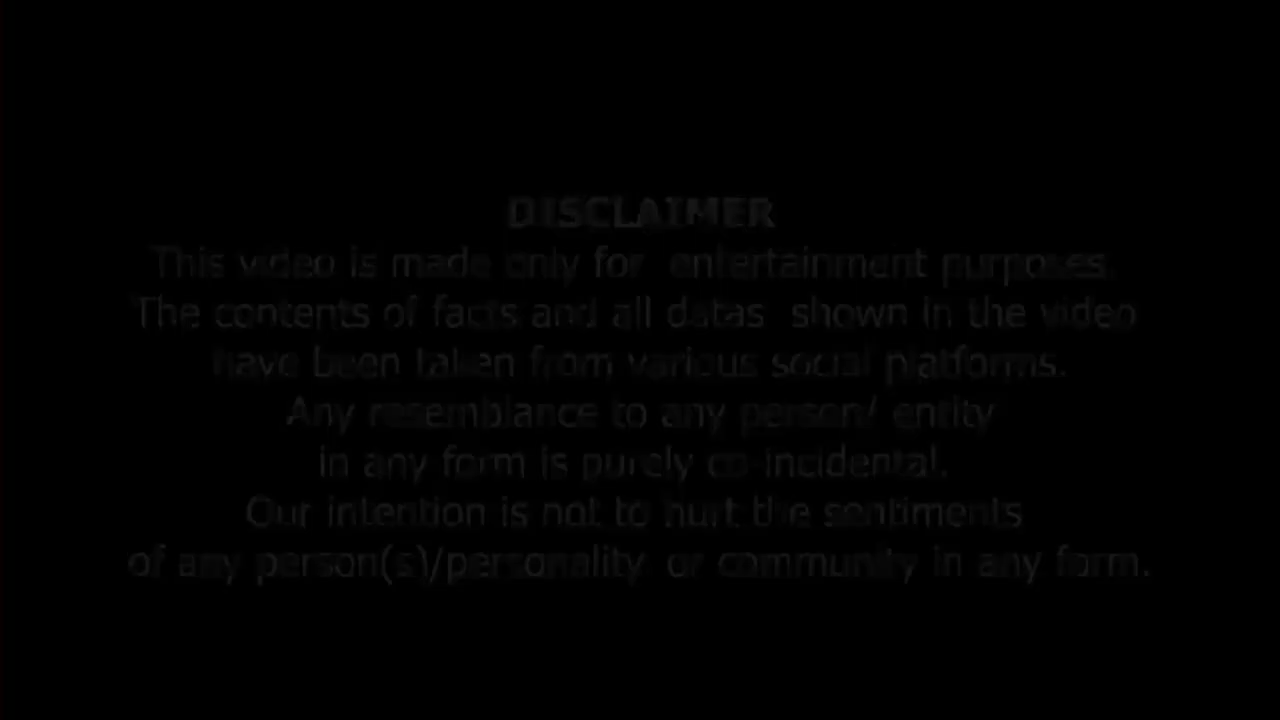 DISCLAIMER
This video is made only for entertainment purposes.
The contents of facts and all datas shown in the video
have been taken from various social platforms.
Any resemblance to any person/ entity
in any form is purely co-incidental.
Our intention is not to hurt the sentiments
of any person(s)/personality or community in any form.